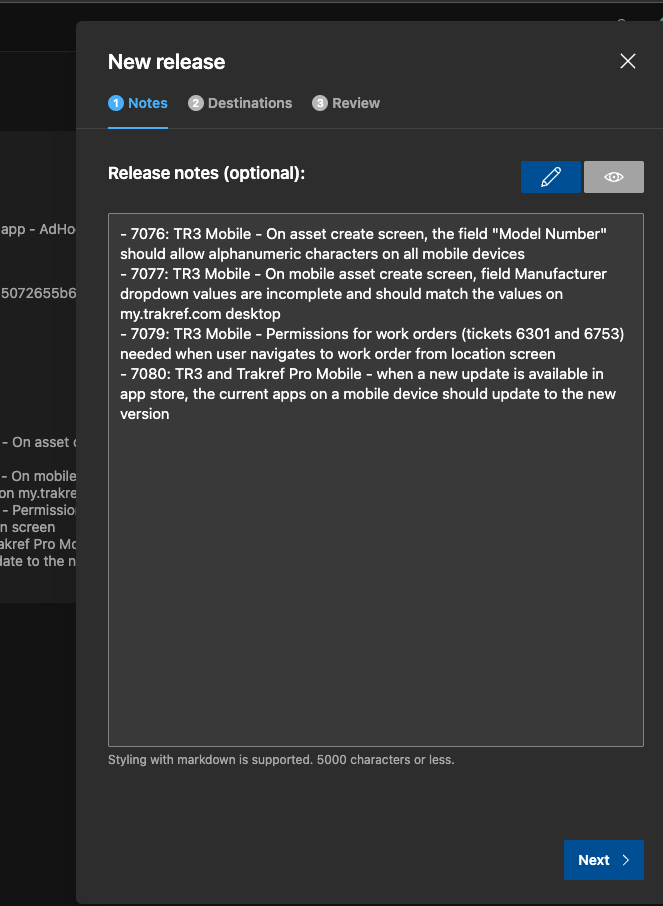 New release
1 Notes
2 Destinations
3 Review
Release notes (optional):
- 7076: TR3 Mobile - On asset create screen, the field "Model Number"
should allow alphanumeric characters on all mobile devices
- 7077: TR3 Mobile - On mobile asset create screen, field Manufacturer
dropdown values are incomplete and should match the values on
my.trakref.com desktop
- 7079: TR3 Mobile - Permissions for work orders (tickets 6301 and 6753)
needed when user navigates to work order from location screen
- 7080: TR3 and Trakref Pro Mobile - when a new update is available in
app store, the current apps on a mobile device should update to the new
version
Styling with markdown is supported. 5000 characters or less.
Next
app - AdHo
5072655b6
- On asset
- On mobile
on my.trakre
- Permission
n screen
akref Pro Mo
date to the n